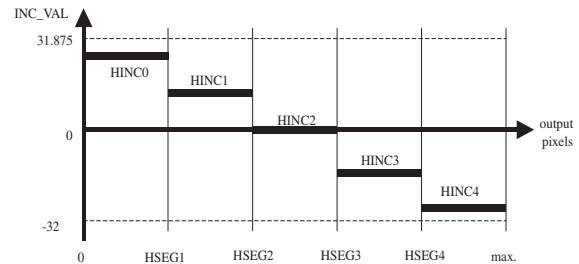 INC_VAL
31.875
HINC0
HINC1
HINC2
0
output
pixels
HINC3
HINC4
-32
0 HSEG1 HSEG2 HSEG3 HSEG4 max.